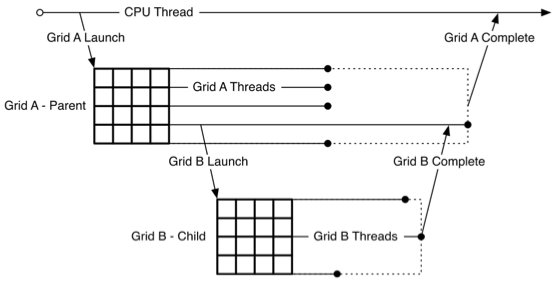 CPU Thread
Grid A Launch
Grid A Complete
Grid A Threads
Grid A - Parent
Grid B Launch
Grid B Complete
Grid B - Child
Grid B Threads